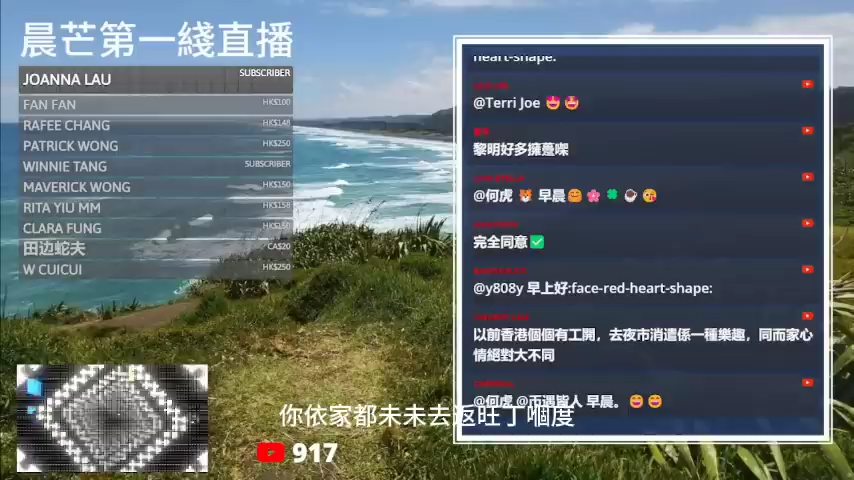 晨芒第一綫直播
JOANNA LAU SUBSCRIBER
FAN FAN HK$100
RAFEE CHANG HK$148
PATRICK WONG HK$250
WINNIE TANG SUBSCRIBER
MAVERICK WONG HK$150
RITA YIU MM HK$158
CLARA FUNG
田边蛇夫 CA$20
W CUICUI HK$250
heart-shape:
@Terri Joe 🤩 🤩
黎明好多擁躉㗎
@何虎 🐯 早晨🤗 🌸 🍀 ☕ 😘
完全同意✅
@y808y 早上好:face-red-heart-shape:
以前香港個個有工開，去夜市消遣係一種樂趣，同而家心
情絕對大不同
@何虎 @市遇皆人 早晨。😄 😄
你依家都未未去返旺丁嗰度
917